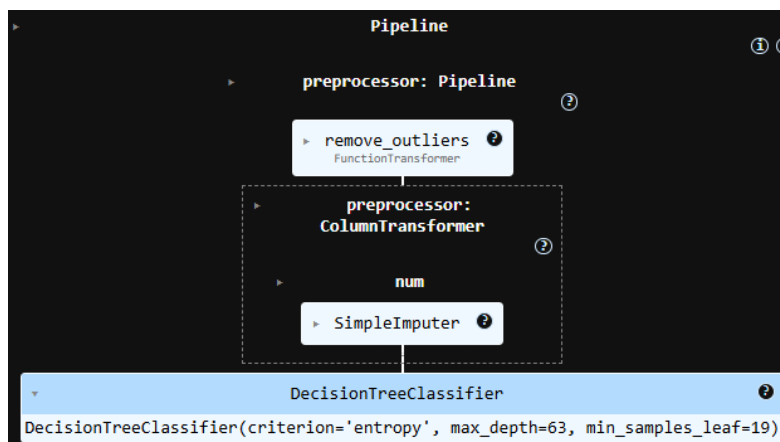 Pipeline
i
preprocessor: Pipeline
?
remove_outliers ?
FunctionTransformer
preprocessor:
ColumnTransformer
?
num
SimpleImputer ?
DecisionTreeClassifier ?
DecisionTreeClassifier(criterion='entropy', max_depth=63, min_samples_leaf=19)